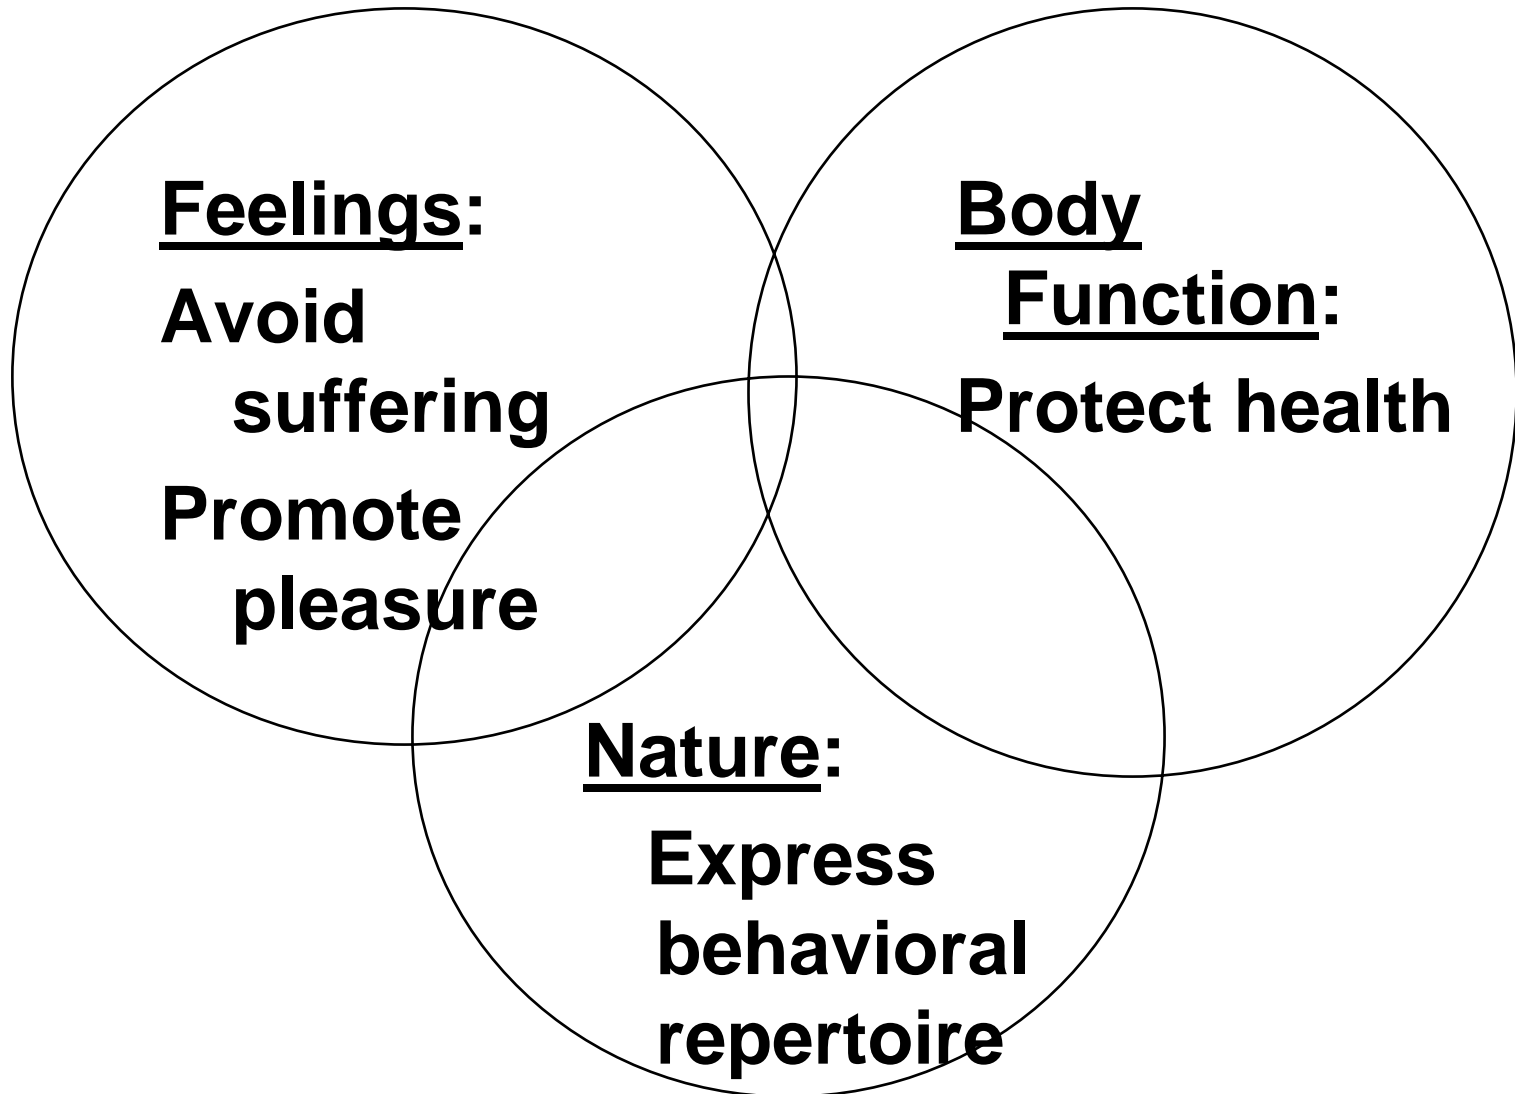 Feelings:
Avoid
suffering
Promote
pleasure
Body
Function:
Protect health
Nature:
Express
behavioral
repertoire